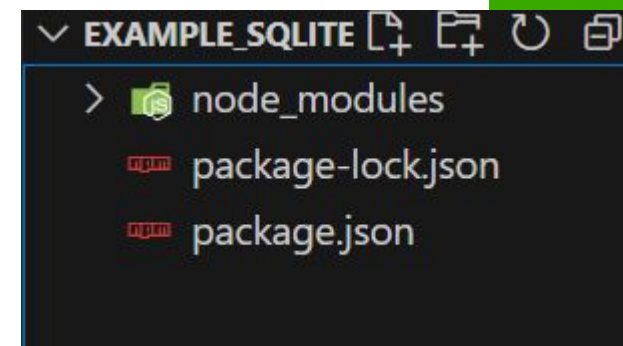 EXAMPLE_SQLITE
node_modules
package-lock.json
package.json